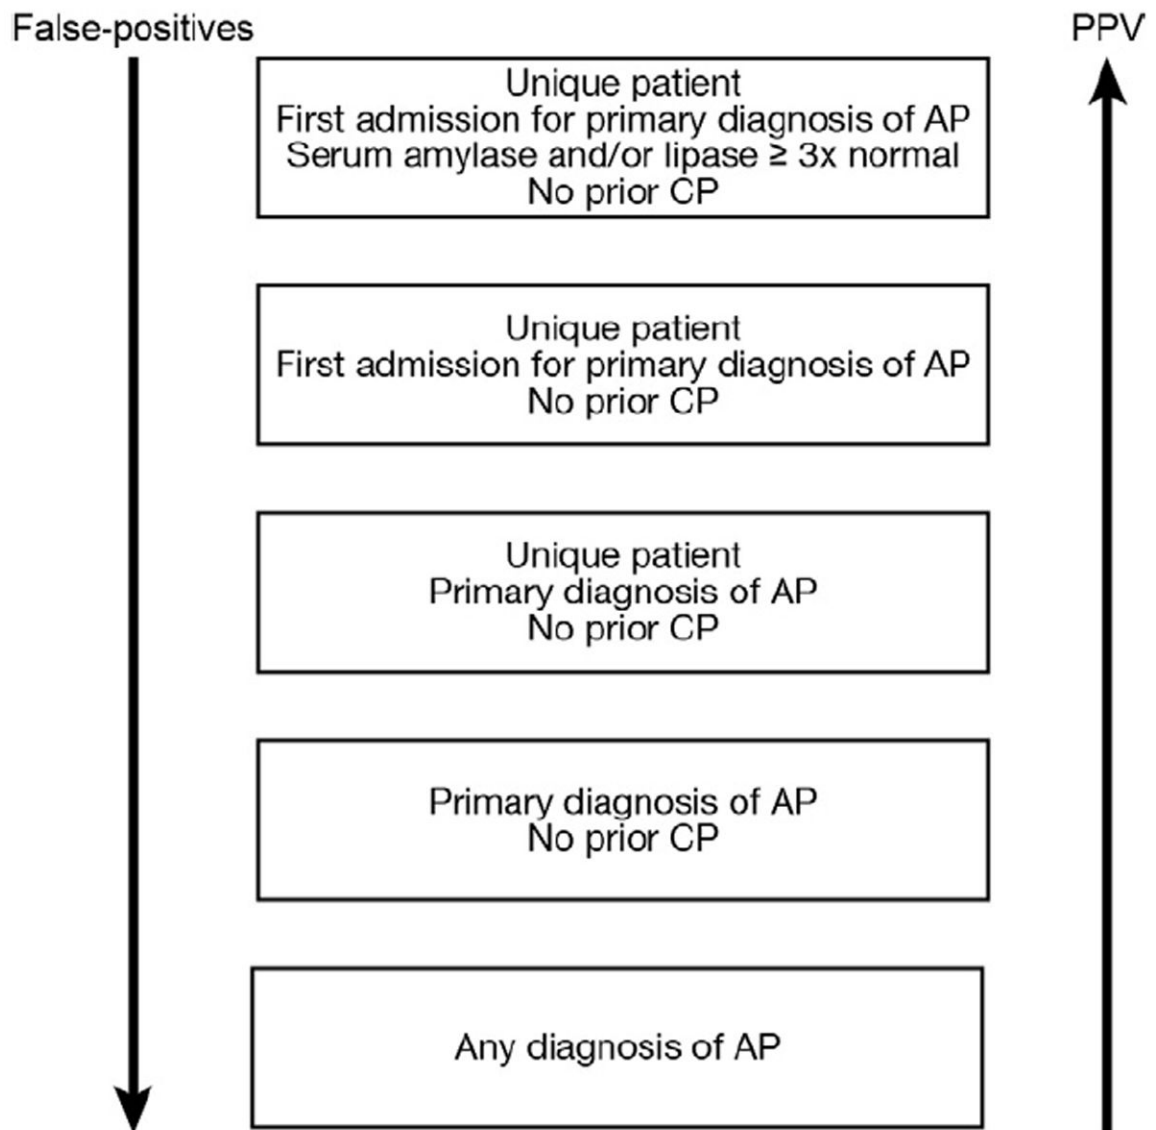 False-positives
PPV
Unique patient
First admission for primary diagnosis of AP
Serum amylase and/or lipase ≥ 3x normal
No prior CP
Unique patient
First admission for primary diagnosis of AP
No prior CP
Unique patient
Primary diagnosis of AP
No prior CP
Primary diagnosis of AP
No prior CP
Any diagnosis of AP